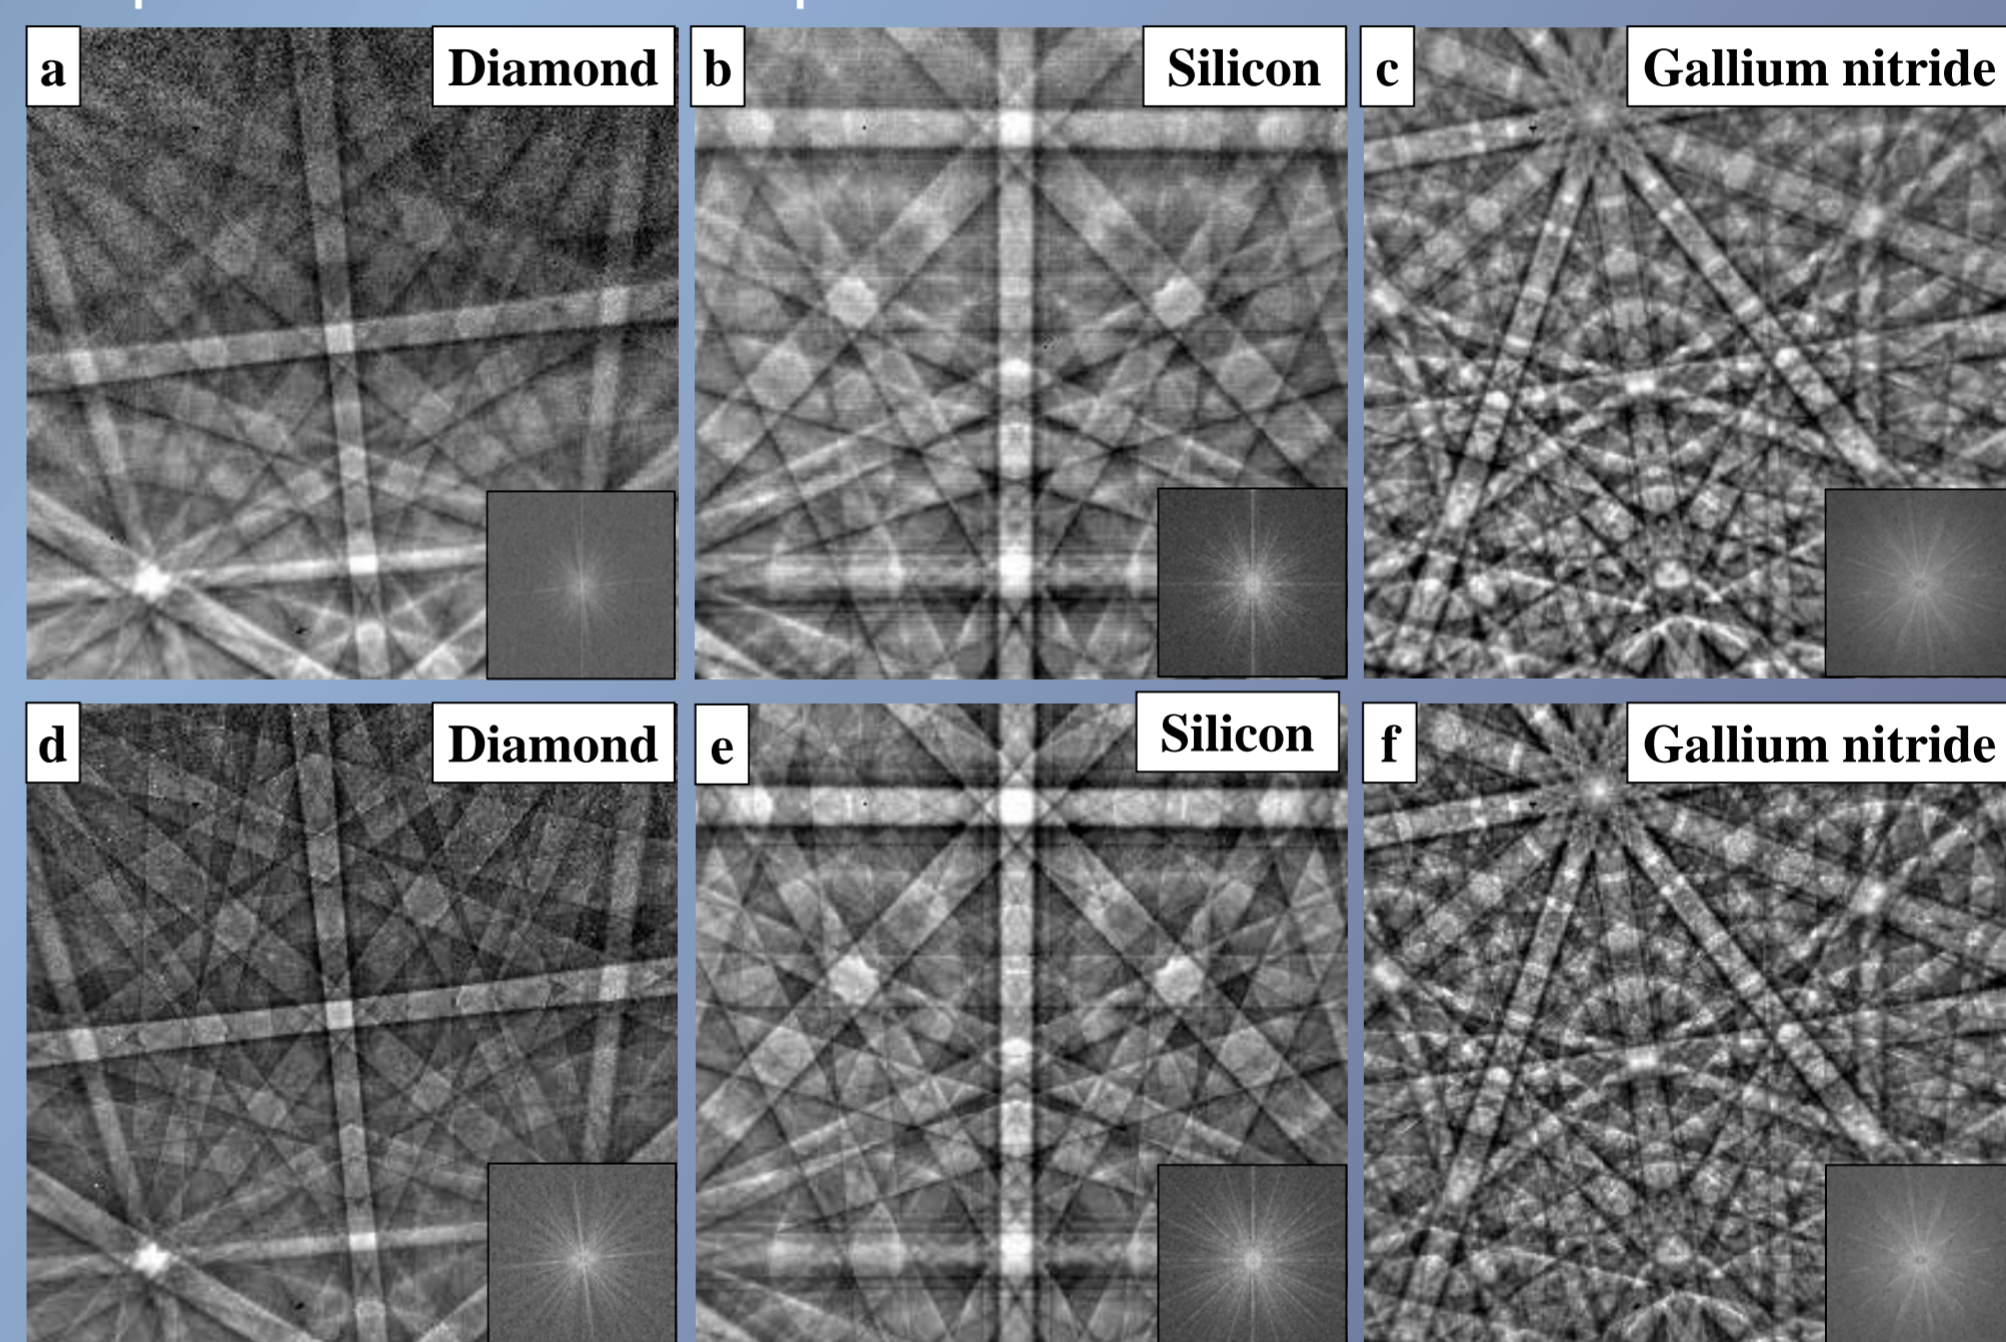 a
Diamond
b
Silicon
c
Gallium nitride
d
Diamond
e
Silicon
f
Gallium nitride